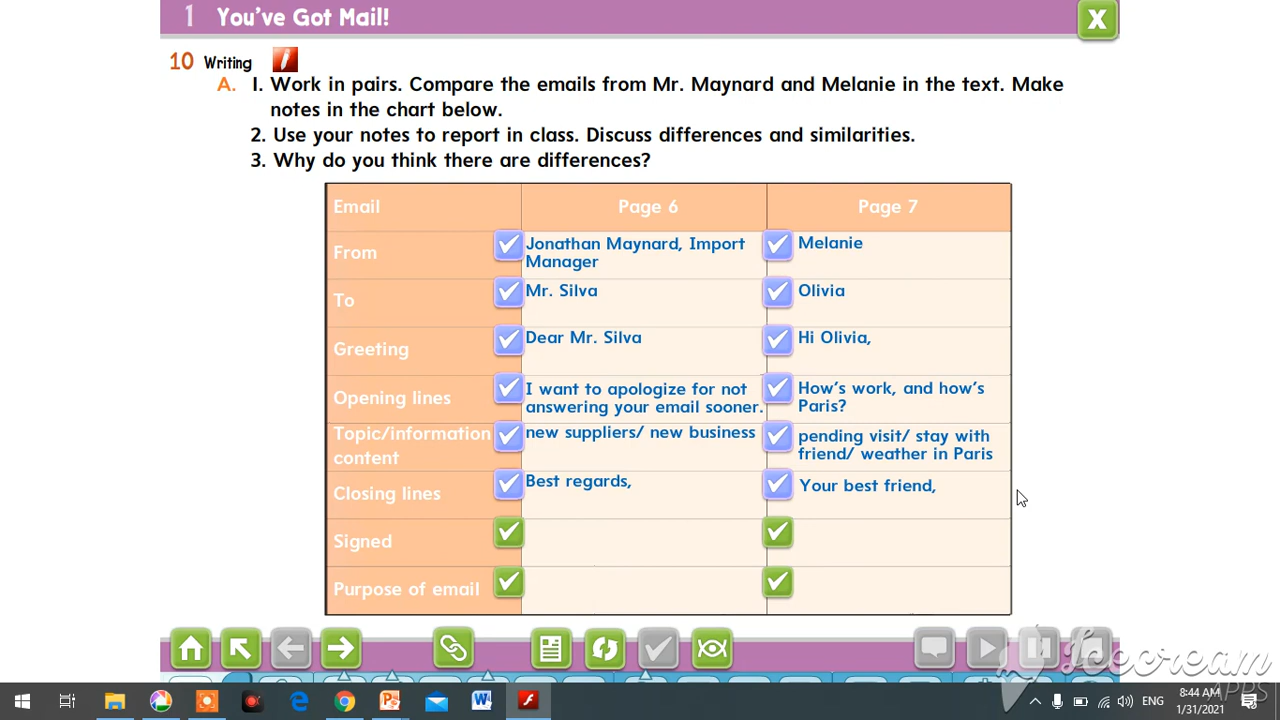 1 You've Got Mail!
X
10 Writing
A. 1. Work in pairs. Compare the emails from Mr. Maynard and Melanie in the text. Make
notes in the chart below.
2. Use your notes to report in class. Discuss differences and similarities.
3. Why do you think there are differences?
Email Page 6 Page 7
From Jonathan Maynard, Import Melanie
Manager
To Mr. Silva Olivia
Greeting Dear Mr. Silva Hi Olivia,
Opening lines I want to apologize for not How's work, and how's
answering your email sooner. Paris?
Topic/information new suppliers/ new business pending visit/ stay with
content friend/ weather in Paris
Closing lines Best regards, Your best friend,
Signed
Purpose of email
Icecream
APPS
ENG 8:44 AM
1/31/2021